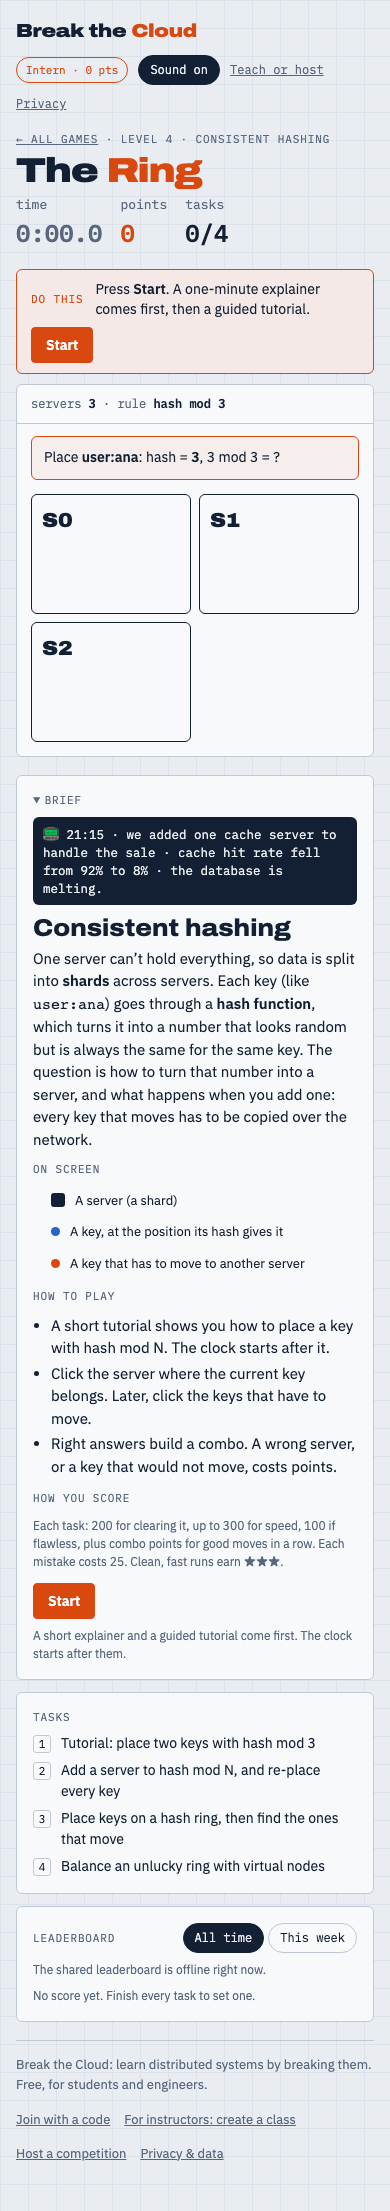 Break the Cloud
Intern · 0 pts
Sound on
Teach or host
Privacy
← ALL GAMES · LEVEL 4 · CONSISTENT HASHING
The Ring
time points tasks
0:00.0 0 0/4
DO THIS
Press Start. A one-minute explainer
comes first, then a guided tutorial.
Start
servers 3 · rule hash mod 3
Place user:ana: hash = 3, 3 mod 3 = ?
S0
S1
S2
▼ BRIEF
21:15 · we added one cache server to
handle the sale · cache hit rate fell
from 92% to 8% · the database is
melting.
Consistent hashing
One server can’t hold everything, so data is split
into shards across servers. Each key (like
user:ana) goes through a hash function,
which turns it into a number that looks random
but is always the same for the same key. The
question is how to turn that number into a
server, and what happens when you add one:
every key that moves has to be copied over the
network.
ON SCREEN
A server (a shard)
A key, at the position its hash gives it
A key that has to move to another server
HOW TO PLAY
• A short tutorial shows you how to place a key
with hash mod N. The clock starts after it.
• Click the server where the current key
belongs. Later, click the keys that have to
move.
• Right answers build a combo. A wrong server,
or a key that would not move, costs points.
HOW YOU SCORE
Each task: 200 for clearing it, up to 300 for speed, 100 if
flawless, plus combo points for good moves in a row. Each
mistake costs 25. Clean, fast runs earn ★★★.
Start
A short explainer and a guided tutorial come first. The clock
starts after them.
TASKS
1 Tutorial: place two keys with hash mod 3
2 Add a server to hash mod N, and re-place
every key
3 Place keys on a hash ring, then find the ones
that move
4 Balance an unlucky ring with virtual nodes
LEADERBOARD
All time
This week
The shared leaderboard is offline right now.
No score yet. Finish every task to set one.
Break the Cloud: learn distributed systems by breaking them.
Free, for students and engineers.
Join with a code For instructors: create a class
Host a competition Privacy & data